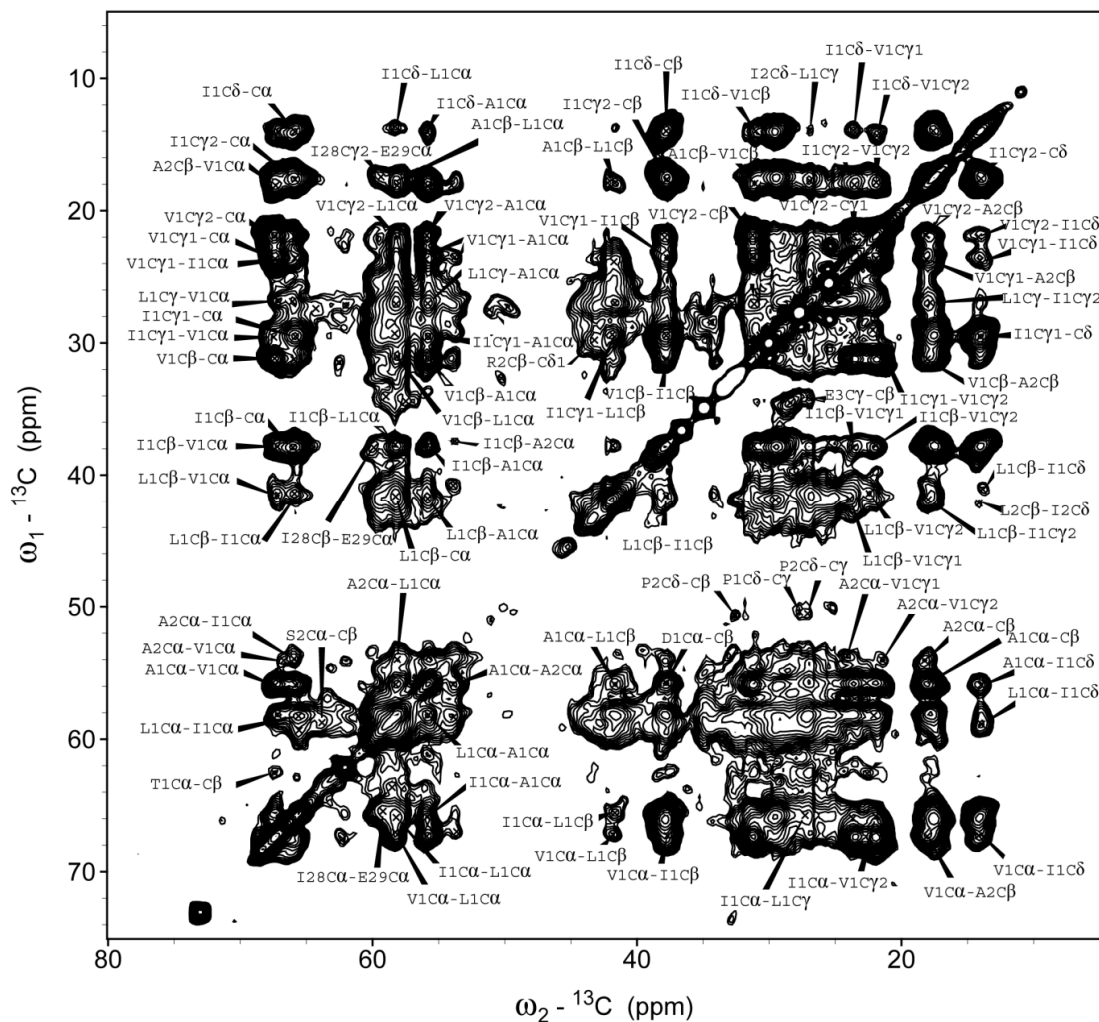 I1Cδ-V1Cγ1
I1Cδ-Cβ
I2Cδ-L1Cγ
I1Cδ-L1Cα
I1Cδ-Cα
I1Cδ-V1Cβ
I1Cδ-V1Cγ2
I1Cγ2-Cβ
I1Cδ-A1Cα
A1Cβ-L1Cα
I1Cγ2-Cα
A1Cβ-L1Cβ
A1Cβ-V1Cβ
I1Cγ2-V1Cγ2
I1Cγ2-Cδ
A2Cβ-V1Cα
I28Cγ2-E29Cα
V1Cγ2-L1Cα
V1Cγ2-A1Cα
V1Cγ2-Cα
V1Cγ1-I1Cβ
V1Cγ2-Cβ
V1Cγ2-Cγ1
V1Cγ2-A2Cβ
V1Cγ2-I1Cδ
V1Cγ1-Cα
V1Cγ1-A1Cα
V1Cγ1-I1Cδ
V1Cγ1-I1Cα
L1Cγ-A1Cα
V1Cγ1-A2Cβ
L1Cγ-V1Cα
L1Cγ-I1Cγ2
I1Cγ1-Cα
I1Cγ1-V1Cα
I1Cγ1-A1Cα
I1Cγ1-Cδ
V1Cβ-Cα
R2Cβ-Cδ1
V1Cβ-A1Cα
V1Cβ-I1Cβ
V1Cβ-A2Cβ
E3Cγ-Cβ
I1Cγ1-V1Cγ2
I1Cβ-Cα
I1Cβ-L1Cα
V1Cβ-L1Cα
I1Cγ1-L1Cβ
I1Cβ-V1Cγ1
I1Cβ-V1Cγ2
I1Cβ-V1Cα
I1Cβ-A2Cα
I1Cβ-A1Cα
L1Cβ-V1Cα
L1Cβ-I1Cδ
L1Cβ-V1Cγ2
L2Cβ-I2Cδ
L1Cβ-I1Cα
I28Cβ-E29Cα
L1Cβ-A1Cα
L1Cβ-Cα
L1Cβ-I1Cβ
L1Cβ-V1Cγ1
L1Cβ-I1Cγ2
A2Cα-L1Cα
P2Cδ-Cβ
P1Cδ-Cγ
P2Cδ-Cγ
A2Cα-V1Cγ1
A2Cα-V1Cγ2
A2Cα-I1Cα
S2Cα-Cβ
A1Cα-L1Cβ
D1Cα-Cβ
A2Cα-Cβ
A1Cα-Cβ
A2Cα-V1Cα
A1Cα-V1Cα
A1Cα-A2Cα
A1Cα-I1Cδ
L1Cα-I1Cδ
L1Cα-I1Cα
L1Cα-A1Cα
T1Cα-Cβ
I1Cα-A1Cα
I1Cα-L1Cβ
V1Cα-L1Cβ
V1Cα-I1Cβ
I28Cα-E29Cα
I1Cα-L1Cα
V1Cα-L1Cα
I1Cα-L1Cγ
I1Cα-V1Cγ2
V1Cα-A2Cβ
V1Cα-I1Cδ
10
20
30
40
50
60
70
80
60
40
20
ω1 - 13C (ppm)
ω2 - 13C (ppm)